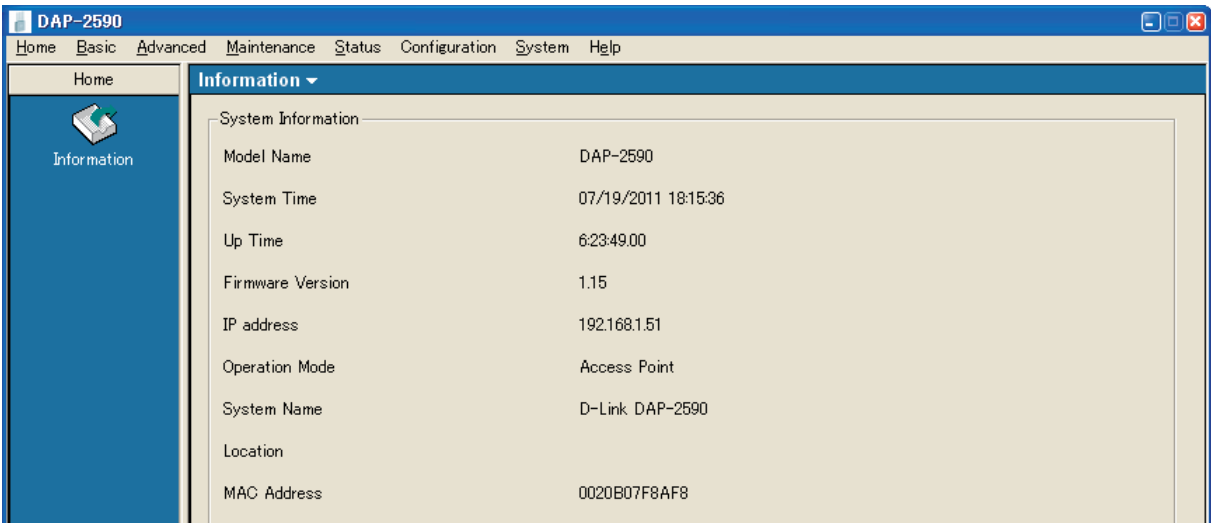 DAP-2590
Home Basic Advanced Maintenance Status Configuration System Help
Home
Information
Information
System Information
Model Name DAP-2590
System Time 07/19/2011 18:15:36
Up Time 6:23:49.00
Firmware Version 1.15
IP address 192.168.1.51
Operation Mode Access Point
System Name D-Link DAP-2590
Location
MAC Address 0020B07F8AF8